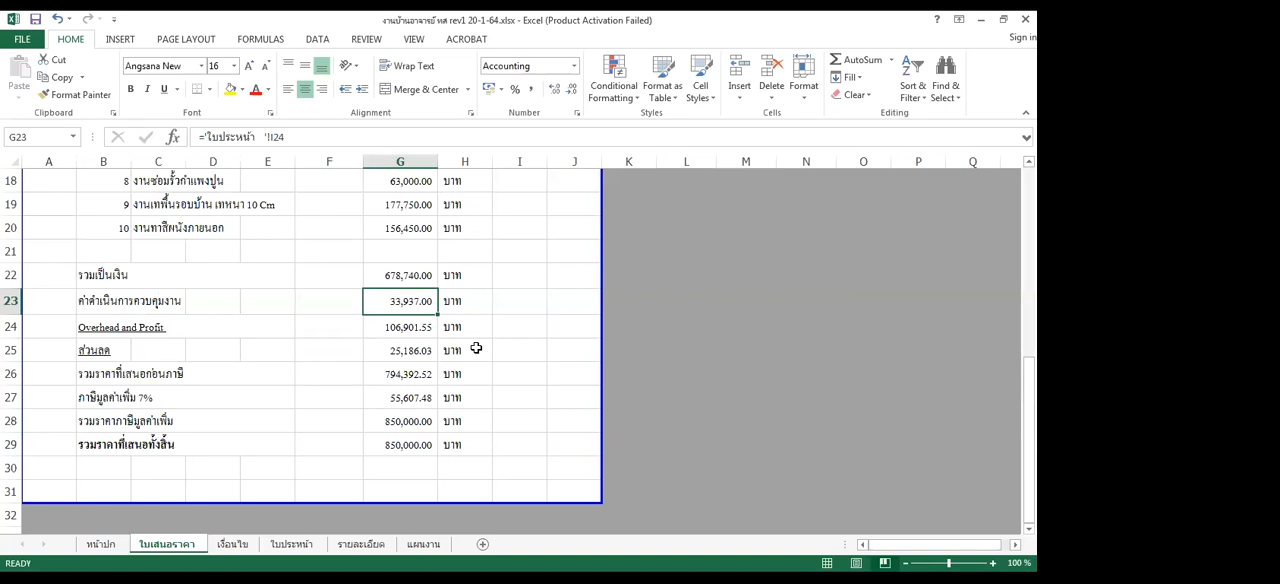 งานบ้านอาจารย์ ทศ rev1 20-1-64.xlsx - Excel (Product Activation Failed)
FILE HOME INSERT PAGE LAYOUT FORMULAS DATA REVIEW VIEW ACROBAT Sign in
Cut Angsana New 16 Wrap Text Accounting AutoSum
Copy Fill
Paste Format Painter B I U Merge & Center % Conditional Formatting Format as Table Cell Styles Insert Delete Format Clear Sort & Filter Find & Select
Clipboard Font Alignment Number Styles Cells Editing
G23 fx ='ใบประหน้า '!I24
A B C D E F G H I J K L M N O P Q
18 8 งานซ่อมรั้วกำแพงปูน 63,000.00 บาท
19 9 งานเทพื้นรอบบ้าน เทหนา 10 Cm 177,750.00 บาท
20 10 งานทาสีผนังภายนอก 156,450.00 บาท
21
22 รวมเป็นเงิน 678,740.00 บาท
23 ค่าดำเนินการควบคุมงาน 33,937.00 บาท
24 Overhead and Profit 106,901.55 บาท
25 ส่วนลด 25,186.03 บาท
26 รวมราคาที่เสนอก่อนภาษี 794,392.52 บาท
27 ภาษีมูลค่าเพิ่ม 7% 55,607.48 บาท
28 รวมราคาภาษีมูลค่าเพิ่ม 850,000.00 บาท
29 รวมราคาที่เสนอทั้งสิ้น 850,000.00 บาท
30
31
32
หน้าปก ใบเสนอราคา เงื่อนไข ใบประหน้า รายละเอียด แผนงาน
READY 100 %